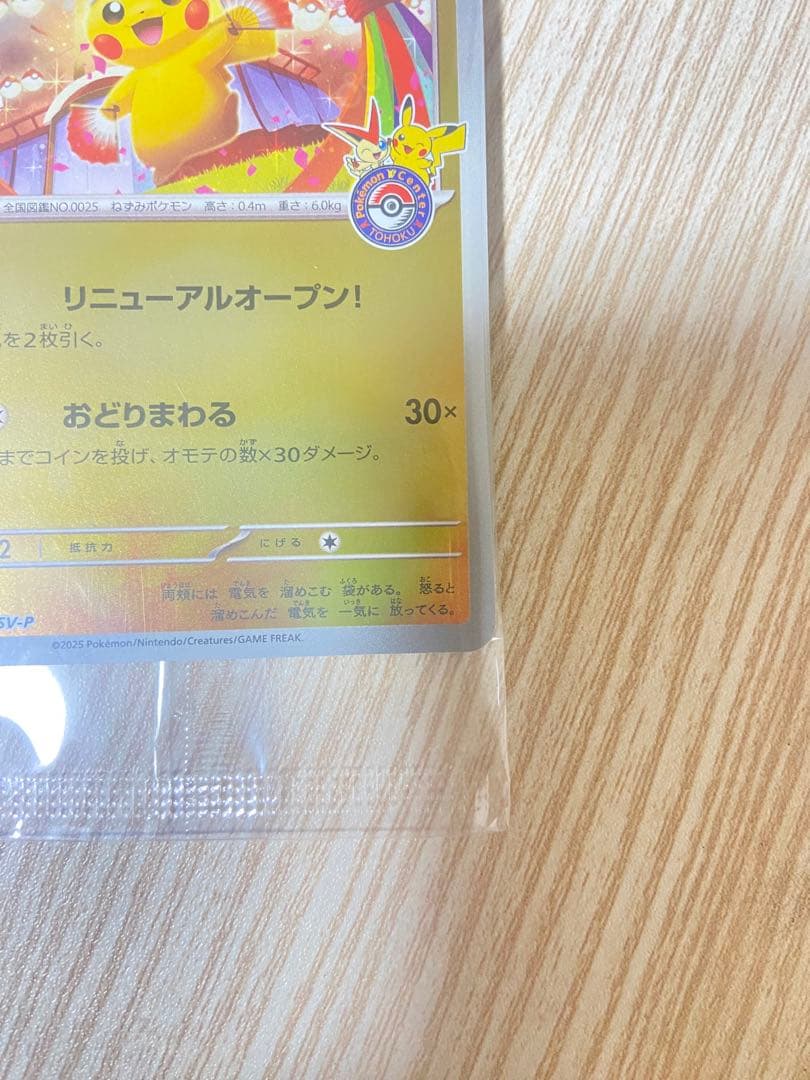 Pokémon Center
TOHOKU
全国図鑑NO.0025 ねずみポケモン 高さ:0.4m 重さ:6.0kg
リニューアルオープン!
を2枚引く。
おどりまわる 30×
までコインを投げ、オモテの数×30ダメージ。
2 抵抗力 にげる
両頬には 電気を 溜めこむ 袋がある。 怒ると
溜めこんだ 電気を 一気に 放ってくる。
SV-P
©2025 Pokémon/Nintendo/Creatures/GAME FREAK.